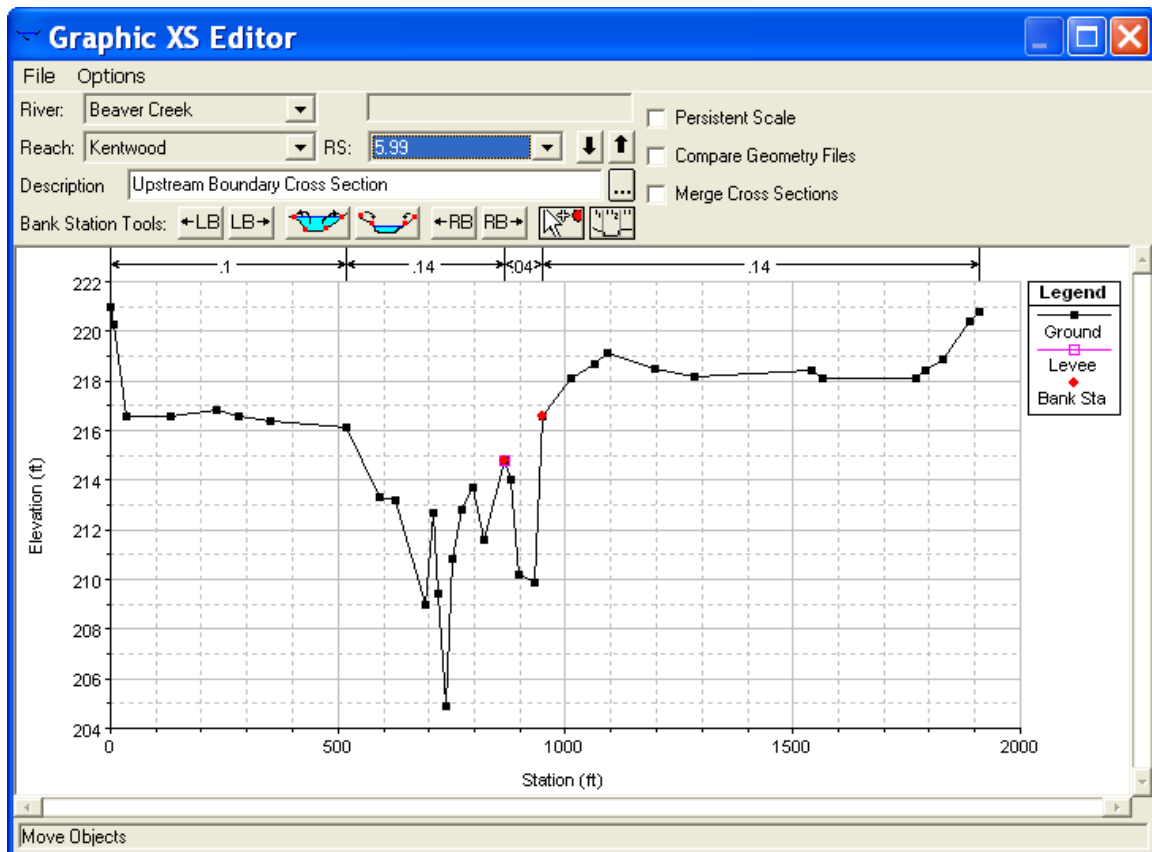 Graphic XS Editor
File Options
River: Beaver Creek
Persistent Scale
Reach: Kentwood RS: 5.99
Compare Geometry Files
Description Upstream Boundary Cross Section ...
Merge Cross Sections
Bank Station Tools: LB LB RB RB
.1 .14 .04 .14
222
220
218
216
214
212
210
208
206
204
Elevation (ft)
0 500 1000 1500 2000
Station (ft)
Legend
Ground
Levee
Bank Sta
Move Objects